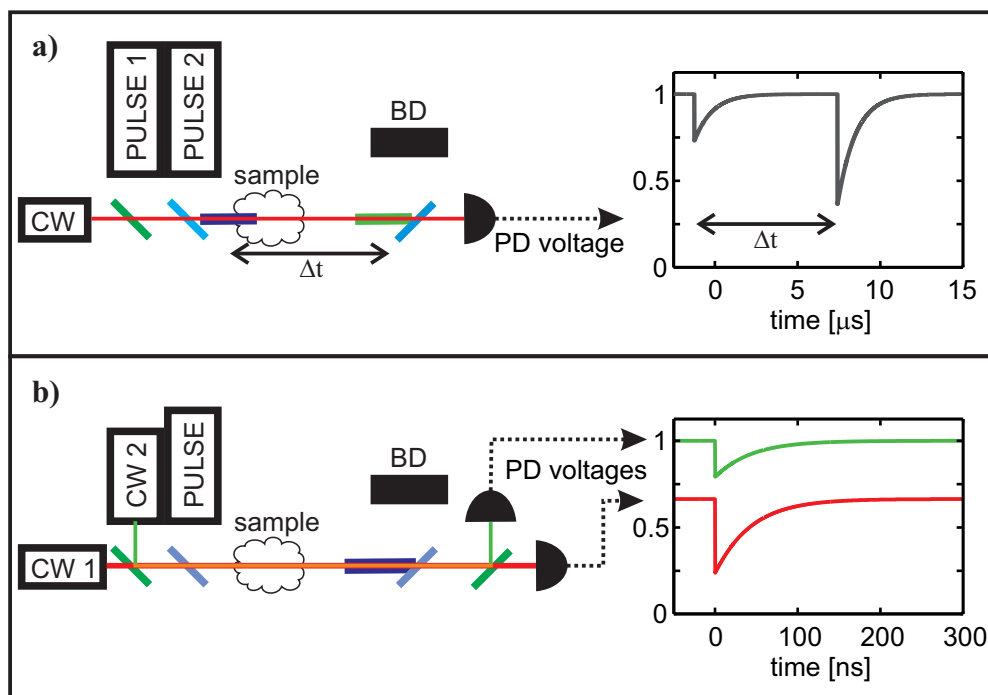 a)
PULSE 1
PULSE 2
BD
sample
CW
PD voltage
Δt
1
0.5
1
Δt
0 5 10 15
time [μs]
b)
CW 2
PULSE
BD
sample
CW 1
PD voltages
1
0.5
0
0 100 200 300
time [ns]